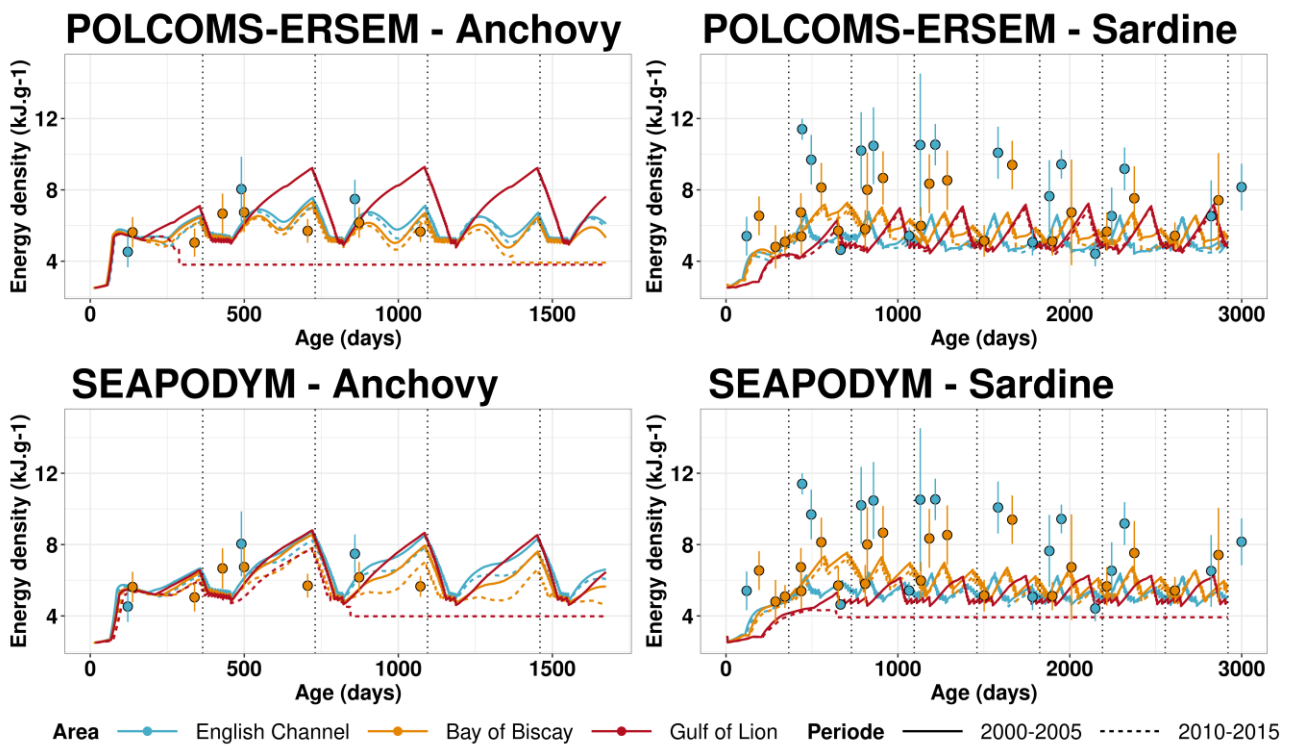 POLCOMS-ERSEM - Anchovy
Energy density (kJ.g-1)
12
8
4
0
500
1000
1500
Age (days)
POLCOMS-ERSEM - Sardine
Energy density (kJ.g-1)
12
8
4
0
1000
2000
3000
Age (days)
SEAPODYM - Anchovy
Energy density (kJ.g-1)
12
8
4
0
500
1000
1500
Age (days)
SEAPODYM - Sardine
Energy density (kJ.g-1)
12
8
4
0
1000
2000
3000
Age (days)
Area English Channel Bay of Biscay Gulf of Lion Periode 2000-2005 2010-2015